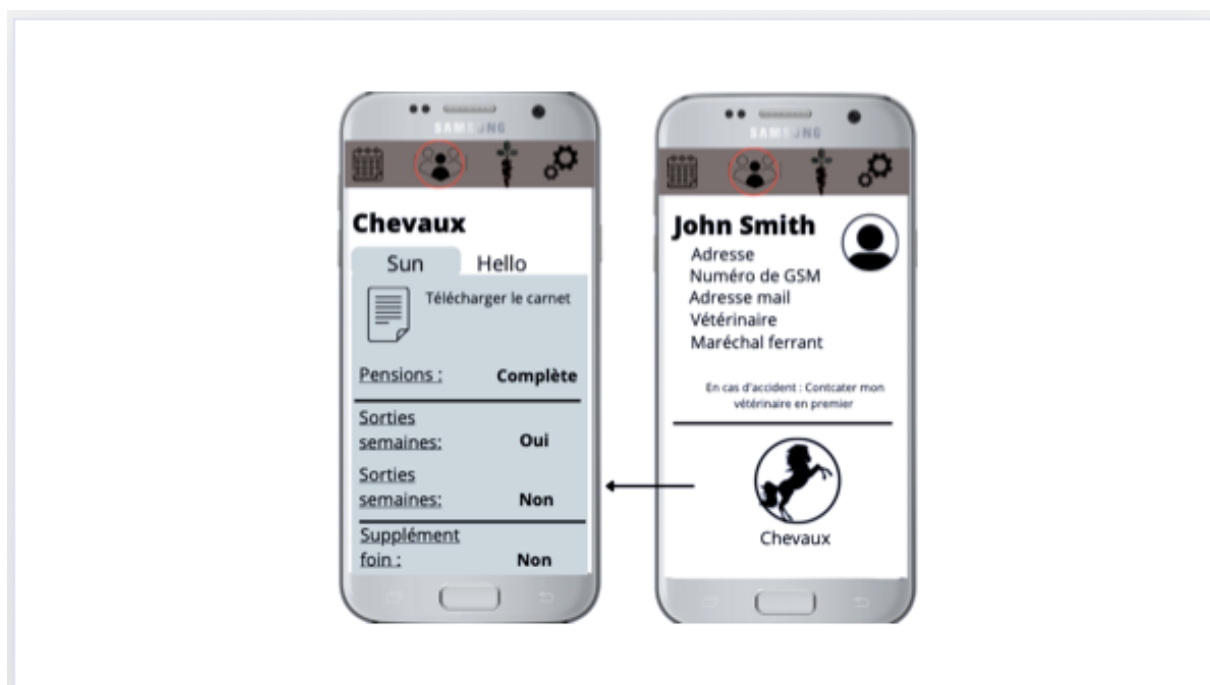 SAMSUNG
Chevaux
Sun
Hello
Télécharger le carnet
Pensions :
Complète
Sorties
semaines:
Oui
Sorties
semaines:
Non
Supplément
foin :
Non
SAMSUNG
John Smith
Adresse
Numéro de GSM
Adresse mail
Vétérinaire
Maréchal ferrant
En cas d'accident : Contcater mon
vétérinaire en premier
Chevaux